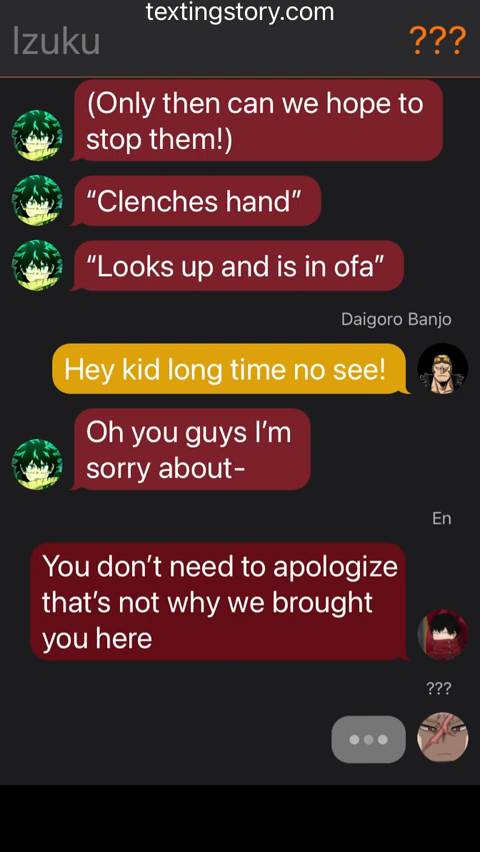 textingstory.com
Izuku
???
(Only then can we hope to
stop them!)
“Clenches hand”
“Looks up and is in ofa”
Daigoro Banjo
Hey kid long time no see!
Oh you guys I’m
sorry about-
En
You don’t need to apologize
that’s not why we brought
you here
???